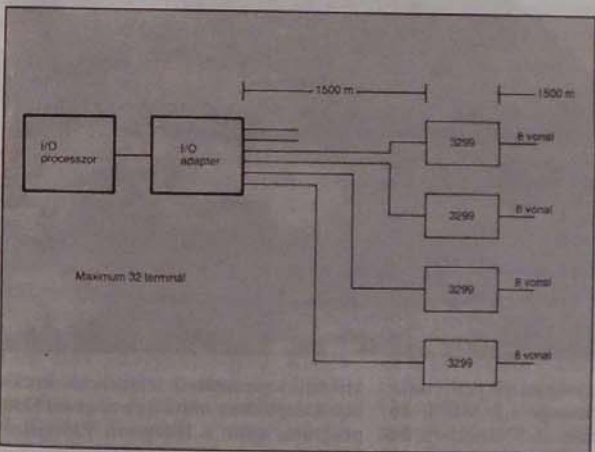 1500 m
1500 m
I/O
processzor
I/O
adapter
3299
8 vonal
3299
8 vonal
Maximum 32 terminál
3299
8 vonal
3299
8 vonal